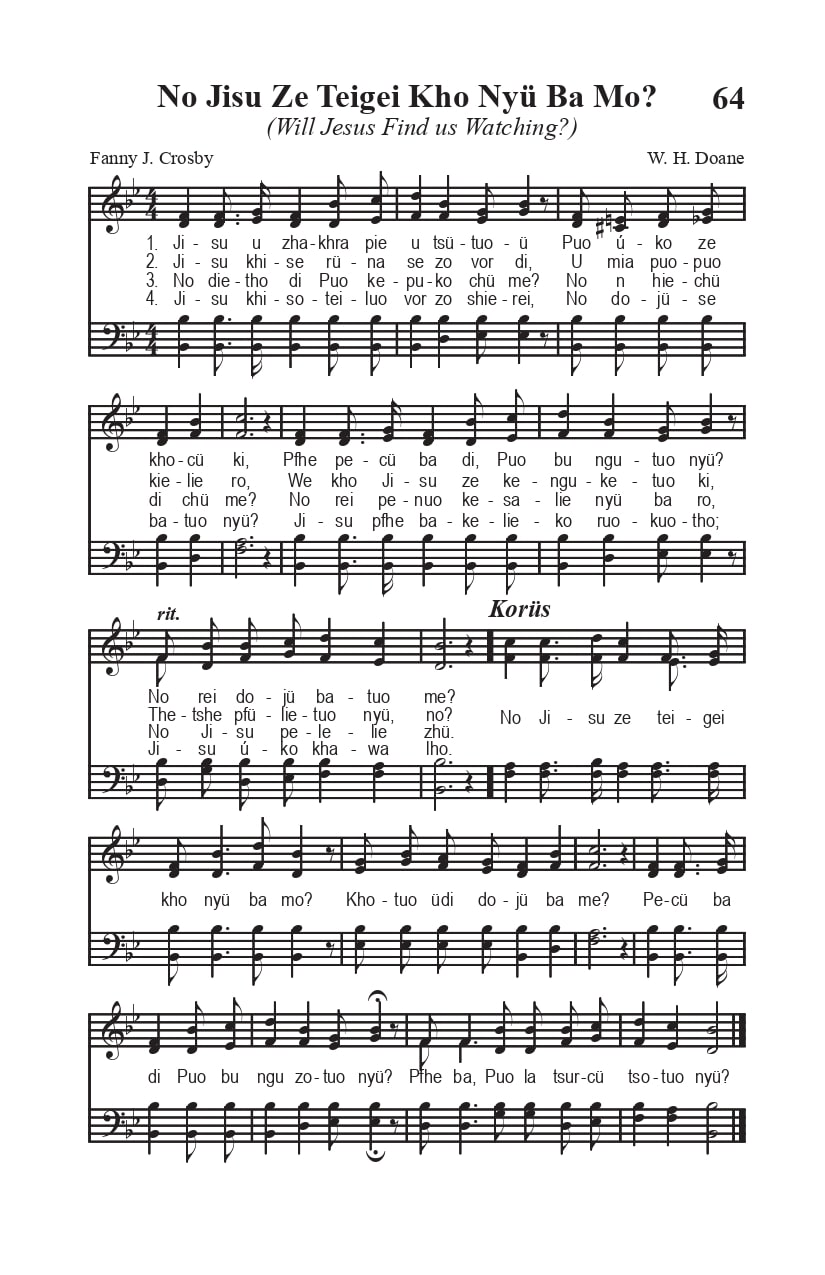 No Jisu Ze Teigei Kho Nyü Ba Mo? 64
(Will Jesus Find us Watching?)
Fanny J. Crosby W. H. Doane
1. Ji - su u zha-khra pie u tsü-tuo-ü Puo ú-ko ze
2. Ji-su khi-se rü-na se zo vor di, U mia puo-puo
3. No die-tho di Puo ke-pu-ko chü me? No n hie-chü
4. Ji-su khi-so-tei-luo vor zo shie-rei, No do-jü-se
kho-cü ki, Pfhe pe-cü ba di, Puo bu ngu-tuo nyü?
kie-lie ro, We kho Ji-su ze ke-ngu-ke-tuo ki,
di chü me? No rei pe-nuo ke-sa-lie nyü ba ro,
ba-tuo nyü? Ji-su pfhe ba-ke-lie-ko ruo-kuo-tho;
rit. Korüs
No rei do-jü ba-tuo me?
The-tshe pfü-lie-tuo nyü, no? No Ji-su ze tei-gei
No Ji-su pe-le-lie zhü.
Ji-su ú-ko kha-wa lho.
kho nyü ba mo? Kho-tuo üdi do-jü ba me? Pe-cü ba
di Puo bu ngu zo-tuo nyü? Pfhe ba, Puo la tsur-cü tso-tuo nyü?